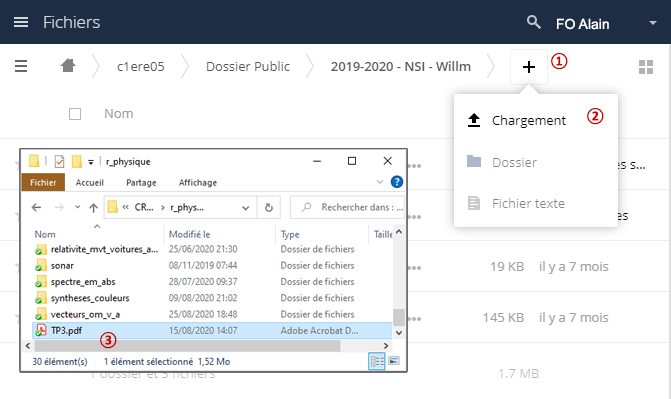 Fichiers FO Alain
c1ere05 Dossier Public 2019-2020 - NSI - Willm + ①
Nom
Chargement ②
Dossier
Fichier texte
s...
es
19 KB il y a 7 mois
145 KB il y a 7 mois
1 dossier et 3 fichiers 1.7 MB
r_physique
Fichier Accueil Partage Affichage
« CR... › r_phys... Rechercher dans : ...
Nom Modifié le Type Taille
relativite_mvt_voitures_a... 25/06/2020 21:30 Dossier de fichiers
sonar 08/11/2019 07:44 Dossier de fichiers
spectre_em_abs 28/07/2020 09:37 Dossier de fichiers
syntheses_couleurs 09/08/2020 21:02 Dossier de fichiers
vecteurs_om_v_a 25/08/2020 18:48 Dossier de fichiers
TP3.pdf 15/08/2020 14:07 Adobe Acrobat D...
③
30 élément(s) 1 élément sélectionné 1,52 Mo